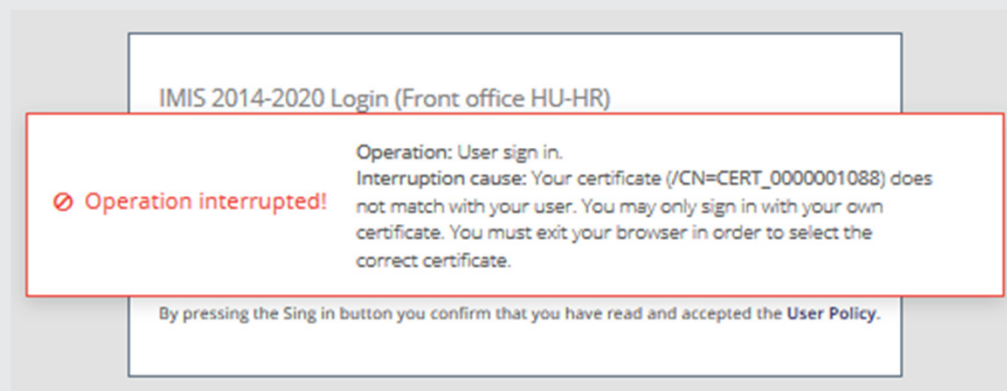 IMIS 2014-2020 Login (Front office HU-HR)
Operation interrupted!
Operation: User sign in.
Interruption cause: Your certificate (/CN=CERT_0000001088) does
not match with your user. You may only sign in with your own
certificate. You must exit your browser in order to select the
correct certificate.
By pressing the Sing in button you confirm that you have read and accepted the User Policy.